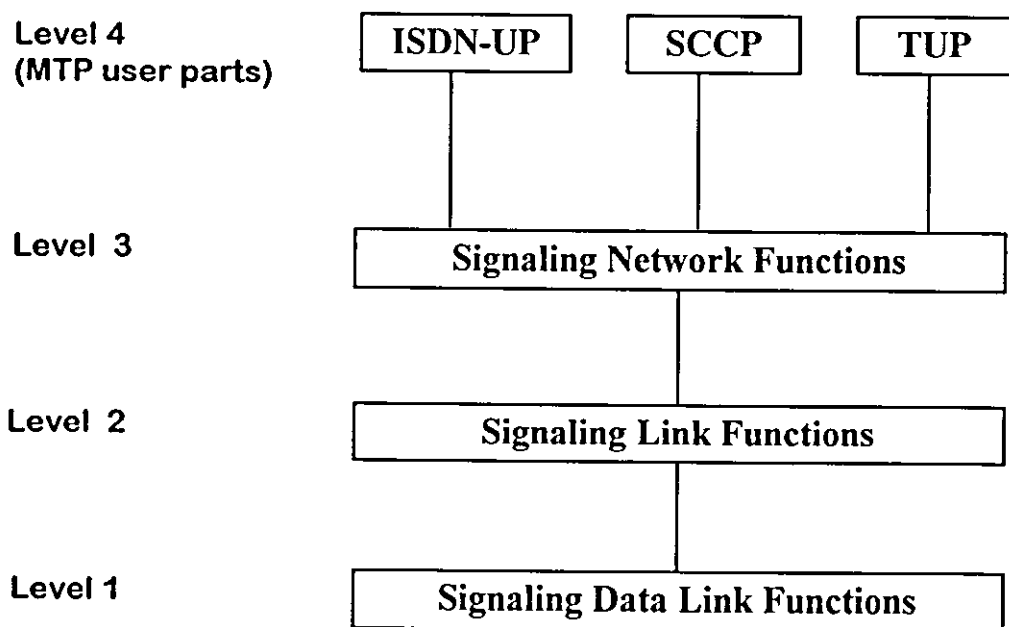 Level 4
(MTP user parts)
ISDN-UP
SCCP
TUP
Level 3
Signaling Network Functions
Level 2
Signaling Link Functions
Level 1
Signaling Data Link Functions